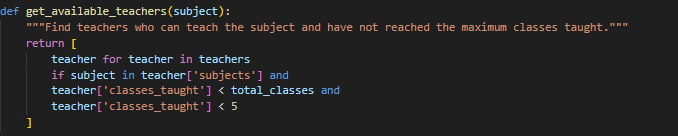 def get_available_teachers(subject):
    """Find teachers who can teach the subject and have not reached the maximum classes taught."""
    return [
        teacher for teacher in teachers
        if subject in teacher['subjects'] and
        teacher['classes_taught'] < total_classes and
        teacher['classes_taught'] < 5
    ]